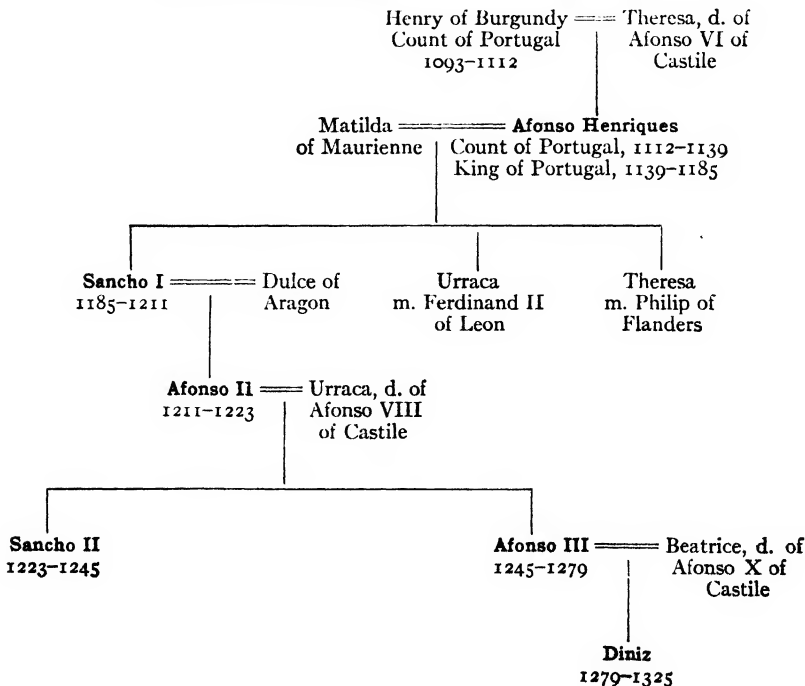 Henry of Burgundy == Theresa, d. of
Count of Portugal Afonso VI of
1093–1112 Castile
Matilda ====== Afonso Henriques
of Maurienne Count of Portugal, 1112–1139
King of Portugal, 1139–1185
Sancho I ==== Dulce of Urraca Theresa
1185–1211 Aragon m. Ferdinand II m. Philip of
of Leon Flanders
Afonso II == Urraca, d. of
1211–1223 Afonso VIII
of Castile
Sancho II Afonso III ==== Beatrice, d. of
1223–1245 1245–1279 Afonso X of
Castile
Diniz
1279–1325